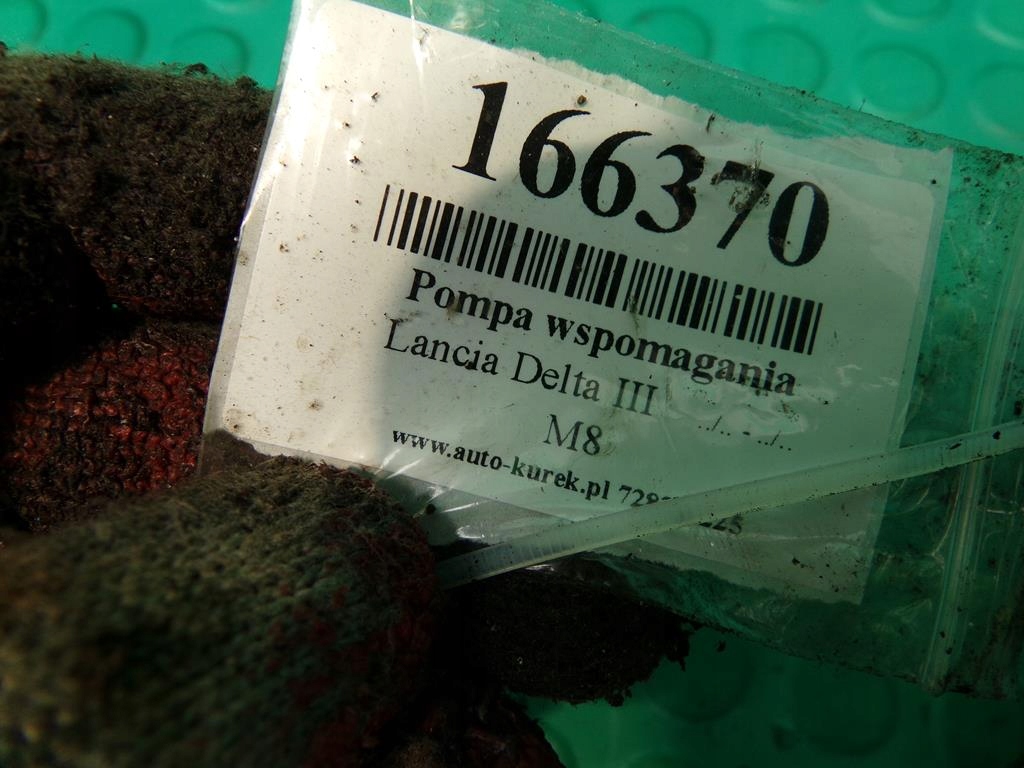 166370
Pompa wspomagania
Lancia Delta III ../.. - ../..
M8
www.auto-kurek.pl